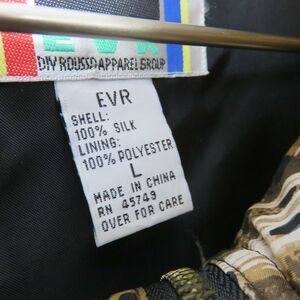 EVR
DIV ROUSSO APPAREL GROUP
EVR
SHELL:
100% SILK
LINING:
100% POLYESTER
L
MADE IN CHINA
RN 45749
OVER FOR CARE